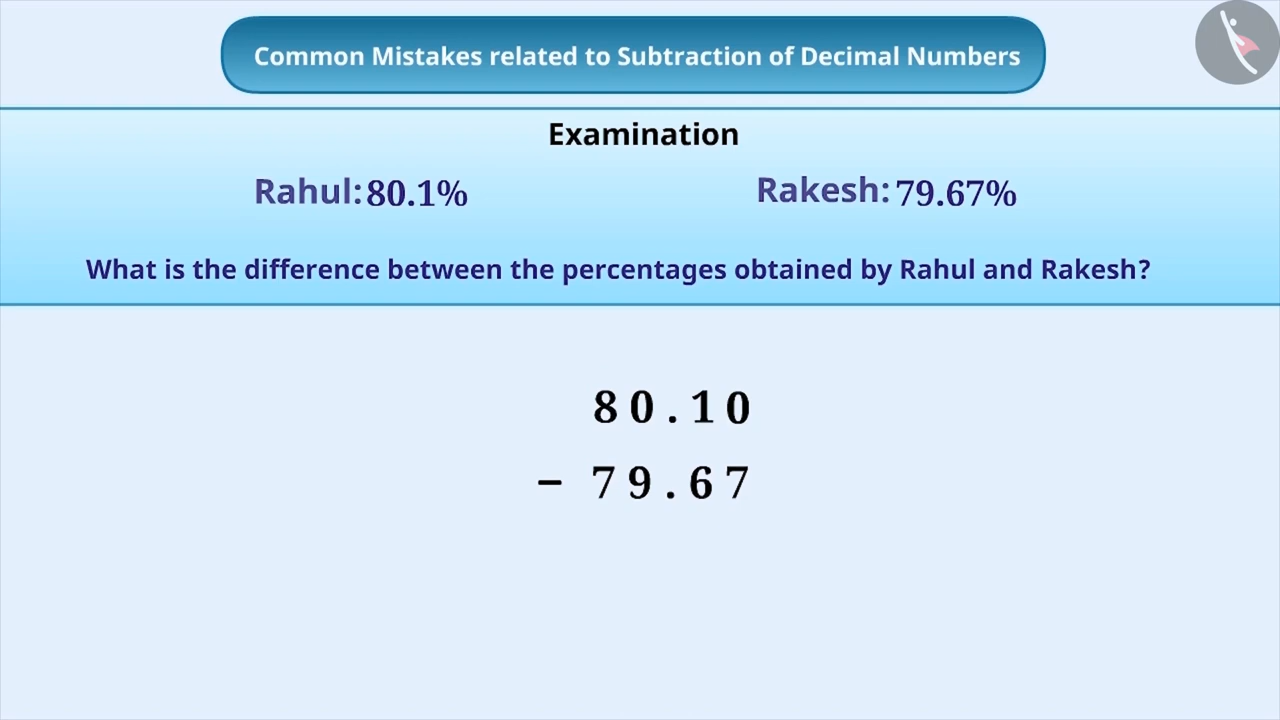 Common Mistakes related to Subtraction of Decimal Numbers
Examination
Rahul: 80.1% Rakesh: 79.67%
What is the difference between the percentages obtained by Rahul and Rakesh?
80.10
− 79.67